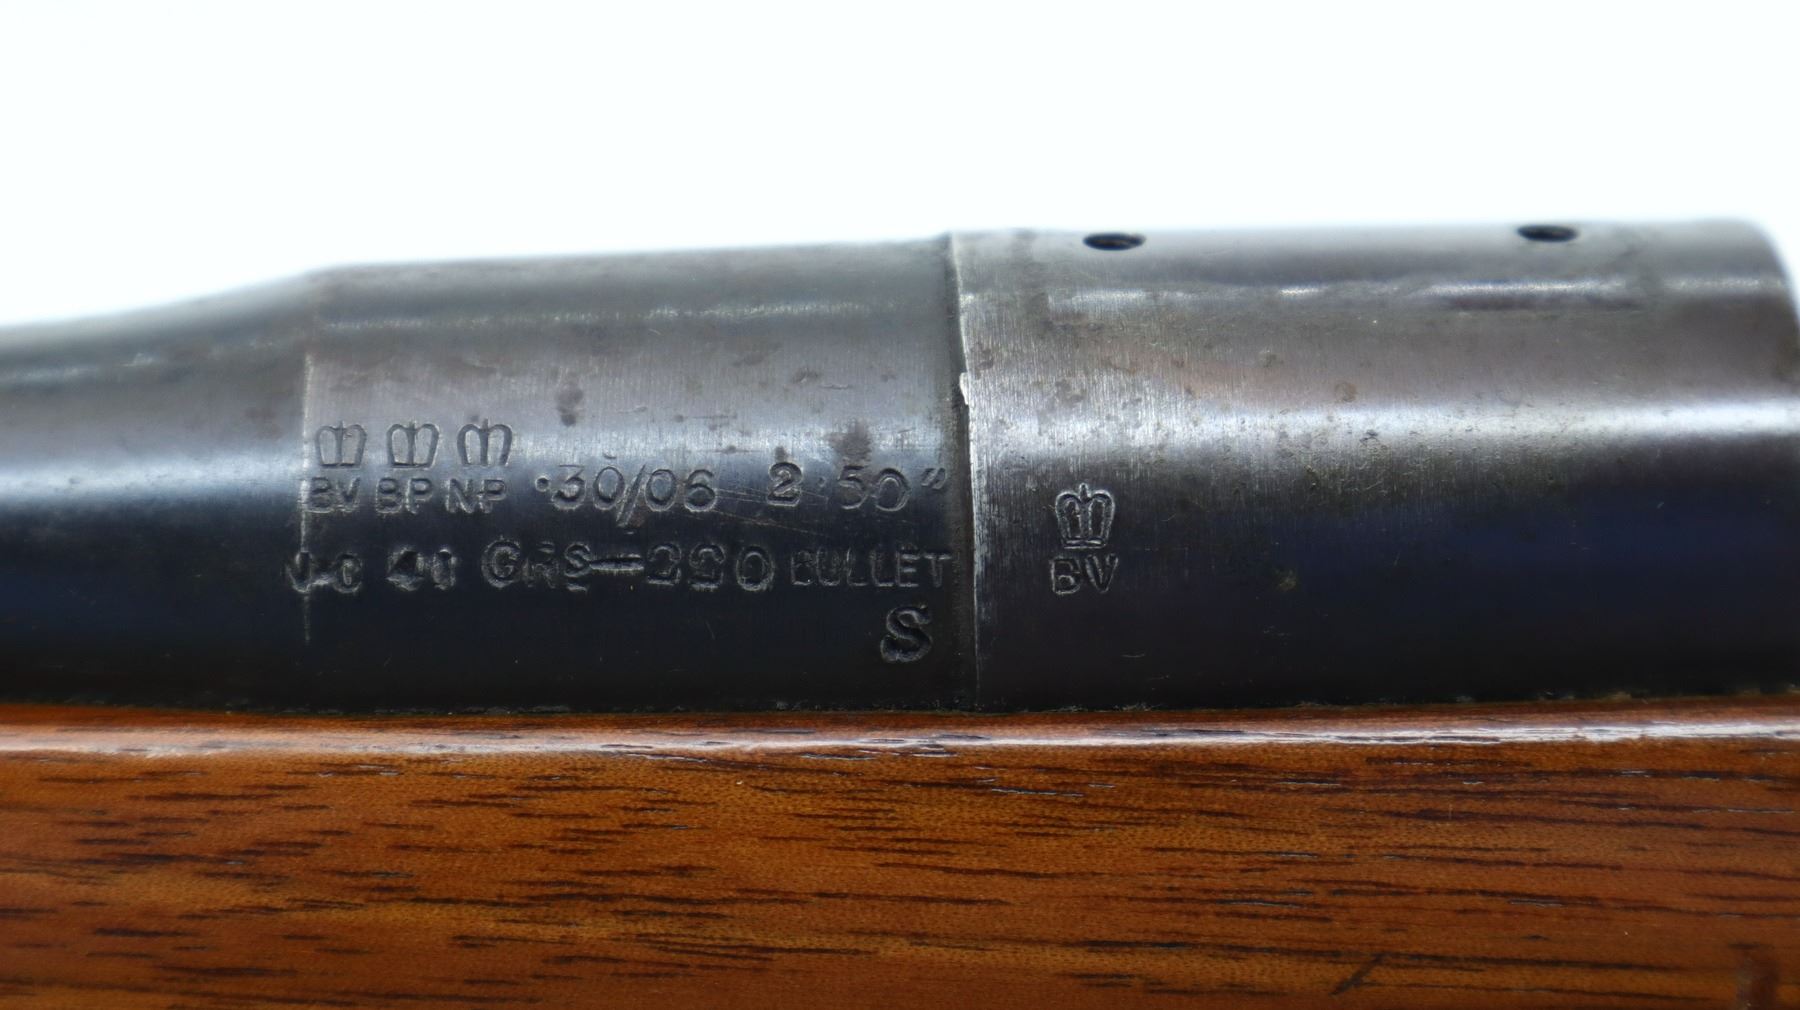 BV BP NP ·30/06 2·50" BV
GRS-220 BULLET
S